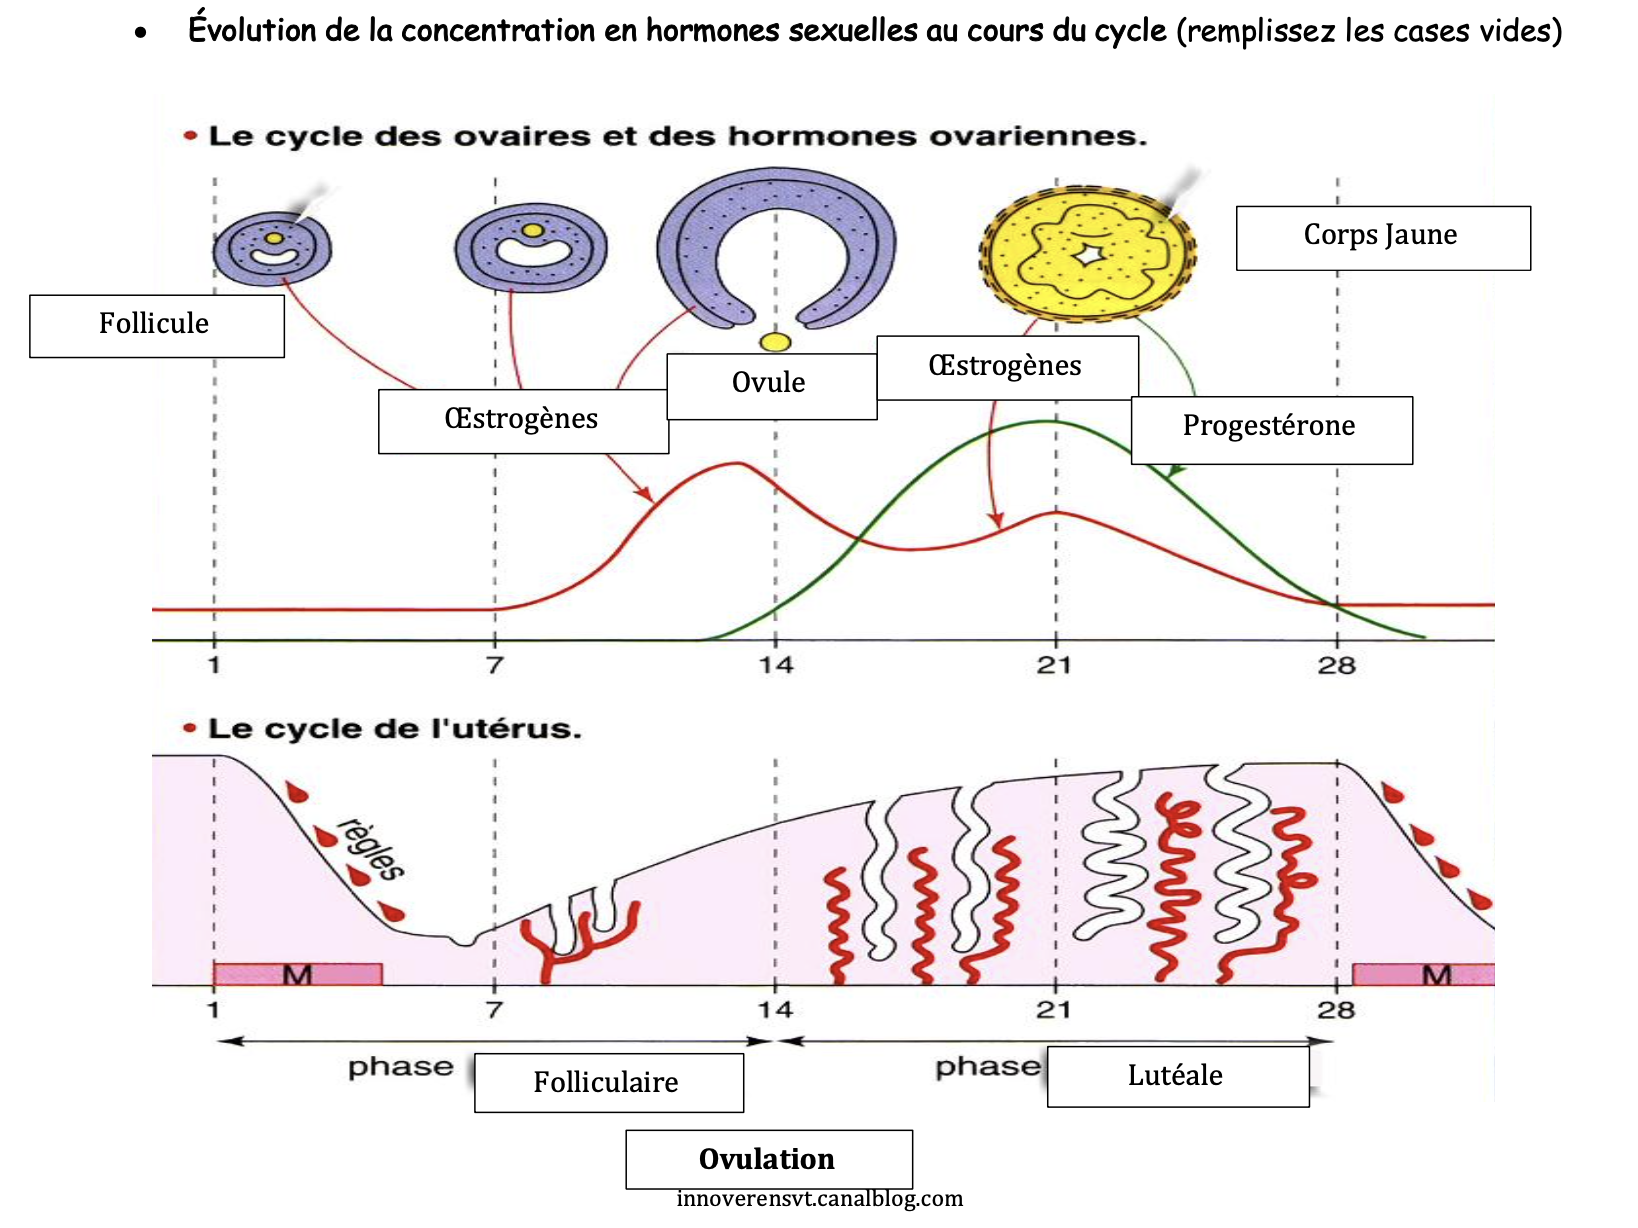 • Évolution de la concentration en hormones sexuelles au cours du cycle (remplissez les cases vides)
• Le cycle des ovaires et des hormones ovariennes.
Corps Jaune
Follicule
Œstrogènes
Ovule
Œstrogènes
Progestérone
1 7 14 21 28
• Le cycle de l'utérus.
règles
M M
1 7 14 21 28
phase Folliculaire phase Lutéale
Ovulation
innoverensvt.canalblog.com